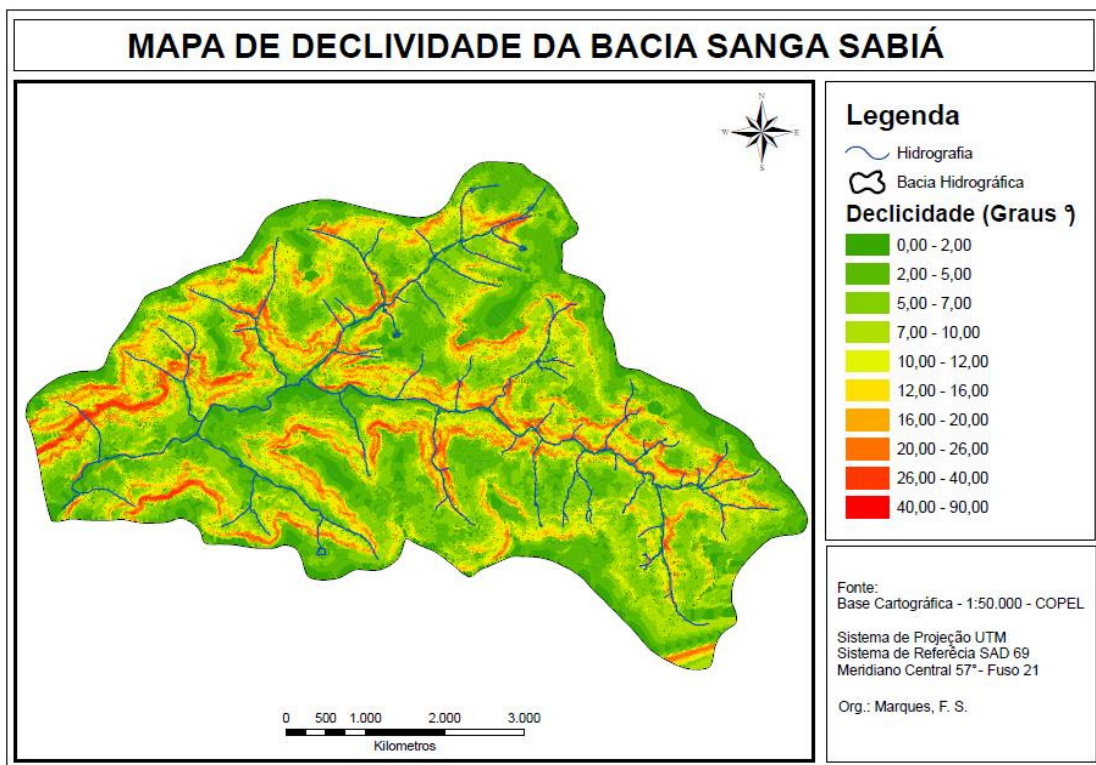 MAPA DE DECLIVIDADE DA BACIA SANGA SABIÁ
N
W E
S
Legenda
Hidrografia
Bacia Hidrográfica
Declicidade (Graus º)
0,00 - 2,00
2,00 - 5,00
5,00 - 7,00
7,00 - 10,00
10,00 - 12,00
12,00 - 16,00
16,00 - 20,00
20,00 - 26,00
26,00 - 40,00
40,00 - 90,00
Fonte:
Base Cartográfica - 1:50.000 - COPEL
Sistema de Projeção UTM
Sistema de Referêcia SAD 69
Meridiano Central 57°- Fuso 21
Org.: Marques, F. S.
0 500 1.000 2.000 3.000
Kilometros